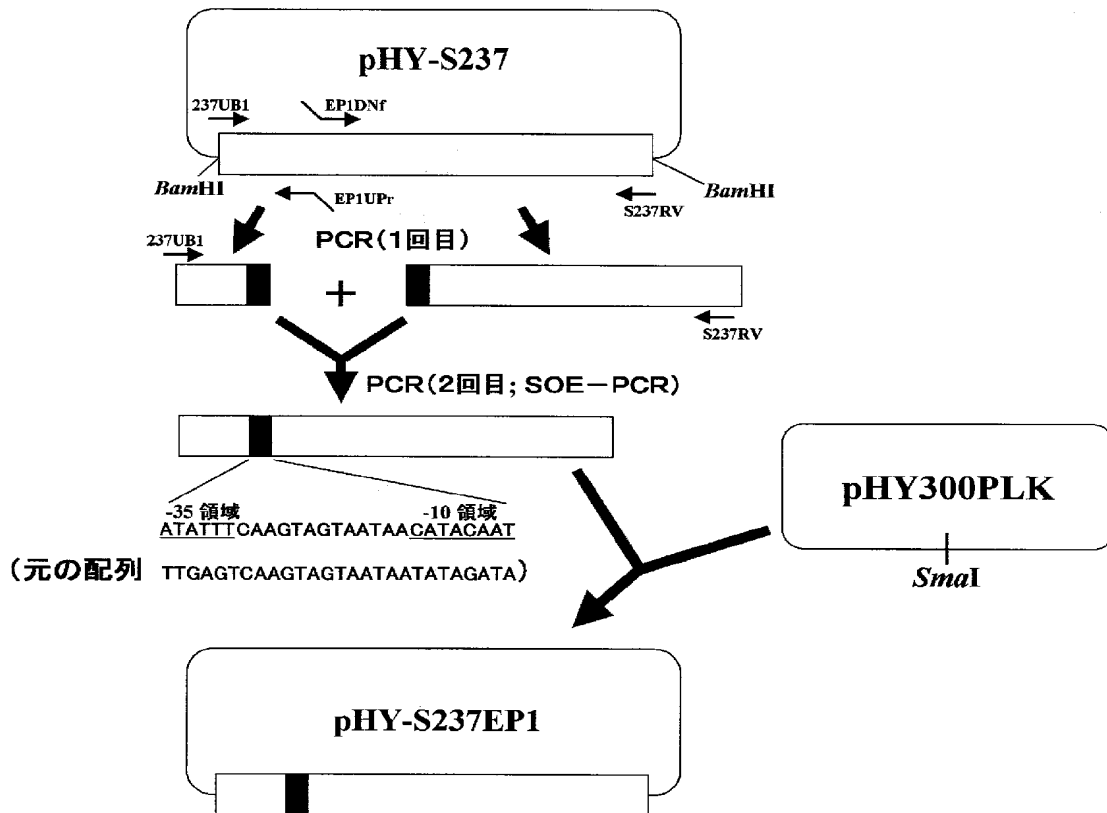 pHY-S237
237UB1
EP1DNf
BamHI
BamHI
EP1UPr
S237RV
237UB1
PCR(1回目)
+
S237RV
PCR(2回目; SOE－PCR)
pHY300PLK
-35 領域
-10 領域
ATATTTCAAGTAGTAATAACATACAAT
SmaI
(元の配列 TTGAGTCAAGTAGTAATAATATAGATA)
pHY-S237EP1